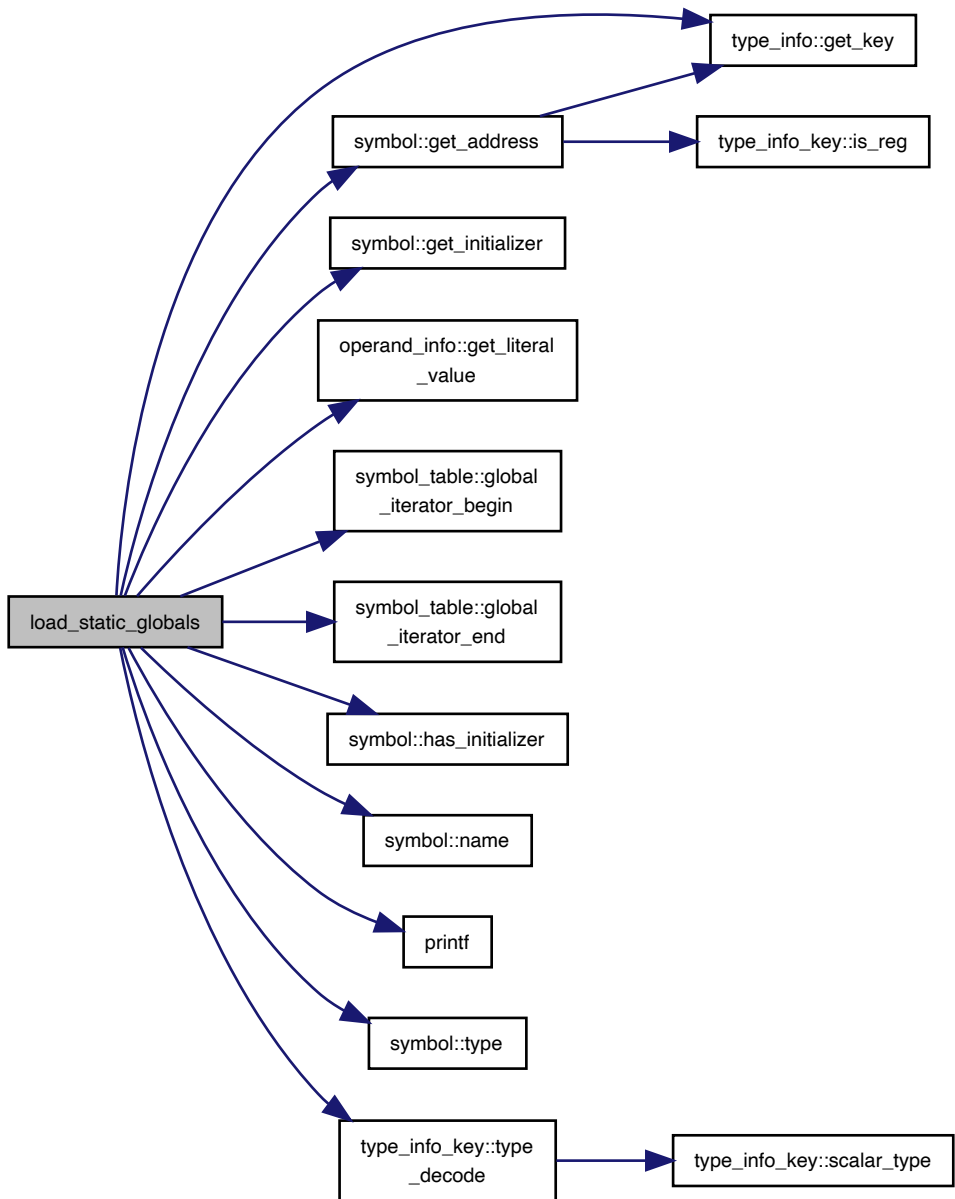 type_info::get_key
symbol::get_address
type_info_key::is_reg
symbol::get_initializer
operand_info::get_literal
_value
symbol_table::global
_iterator_begin
load_static_globals
symbol_table::global
_iterator_end
symbol::has_initializer
symbol::name
printf
symbol::type
type_info_key::type
_decode
type_info_key::scalar_type